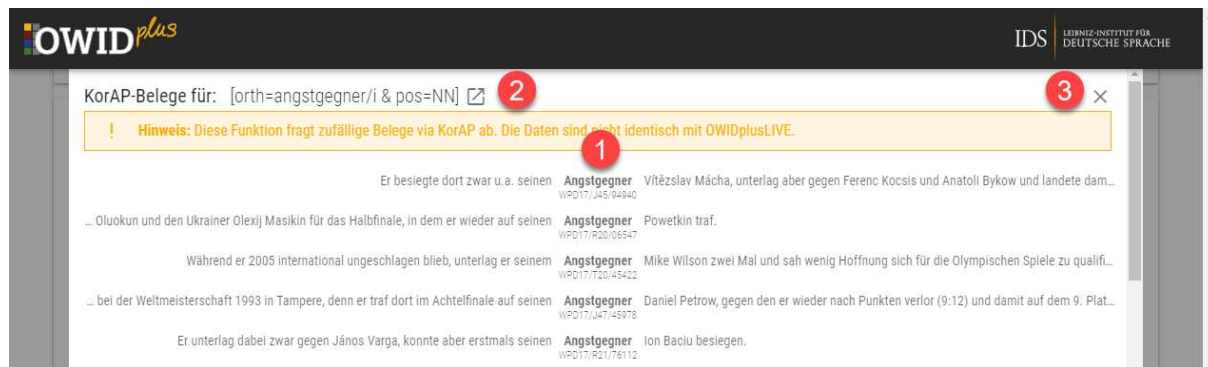 OWIDplus
IDS LEIBNIZ-INSTITUT FÜR
DEUTSCHE SPRACHE
KorAP-Belege für: [orth=angstgegner/i & pos=NN] 2 3
! Hinweis: Diese Funktion fragt zufällige Belege via KorAP ab. Die Daten sind nicht identisch mit OWIDplusLIVE.
1
Er besiegte dort zwar u.a. seinen Angstgegner Vítězslav Mácha, unterlag aber gegen Ferenc Kocsis und Anatoli Bykow und landete dam...
WPD17/J45/94940
... Oluokun und den Ukrainer Olexij Masikin für das Halbfinale, in dem er wieder auf seinen Angstgegner Powetkin traf.
WPD17/R20/06547
Während er 2005 international ungeschlagen blieb, unterlag er seinem Angstgegner Mike Wilson zwei Mal und sah wenig Hoffnung sich für die Olympischen Spiele zu qualifi...
WPD17/T20/45422
... bei der Weltmeisterschaft 1993 in Tampere, denn er traf dort im Achtelfinale auf seinen Angstgegner Daniel Petrow, gegen den er wieder nach Punkten verlor (9:12) und damit auf dem 9. Plat...
WPD17/J47/45978
Er unterlag dabei zwar gegen János Varga, konnte aber erstmals seinen Angstgegner Ion Baciu besiegen.
WPD17/R21/76112